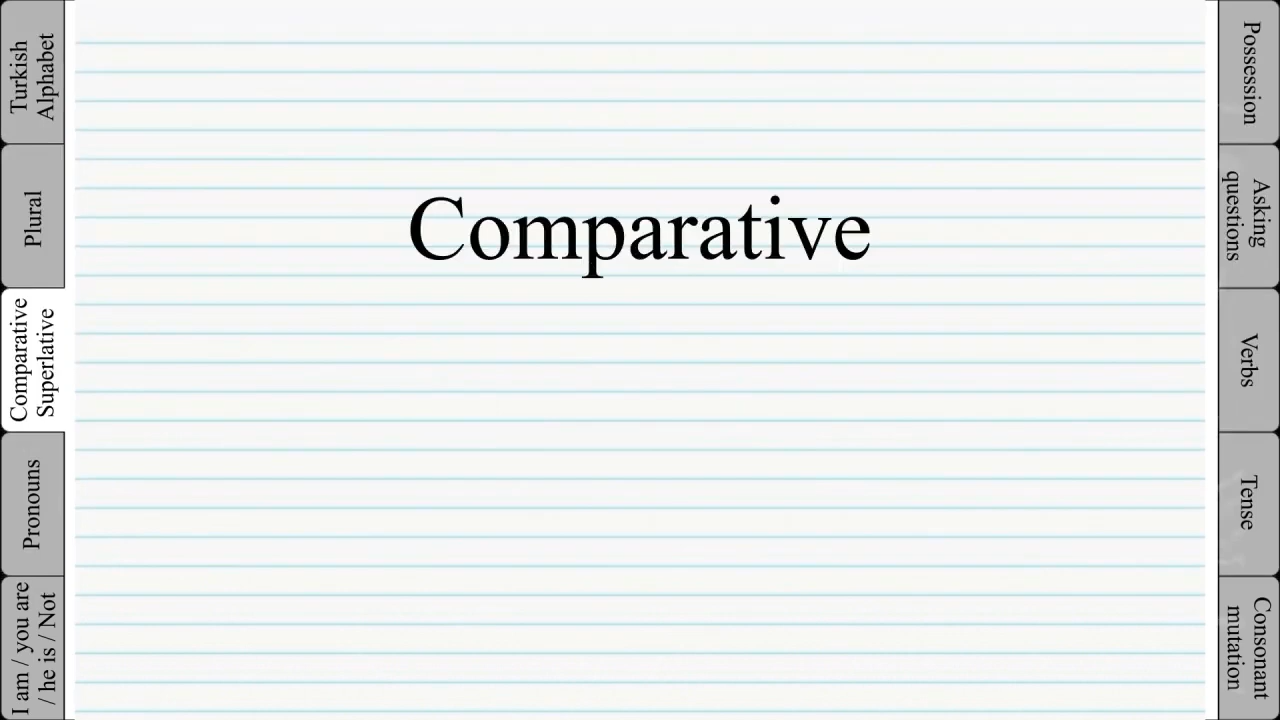 Turkish
Alphabet
Plural
Comparative
Superlative
Pronouns
I am / you are
/ he is / Not
Comparative
Possession
Asking
questions
Verbs
Tense
Consonant
mutation